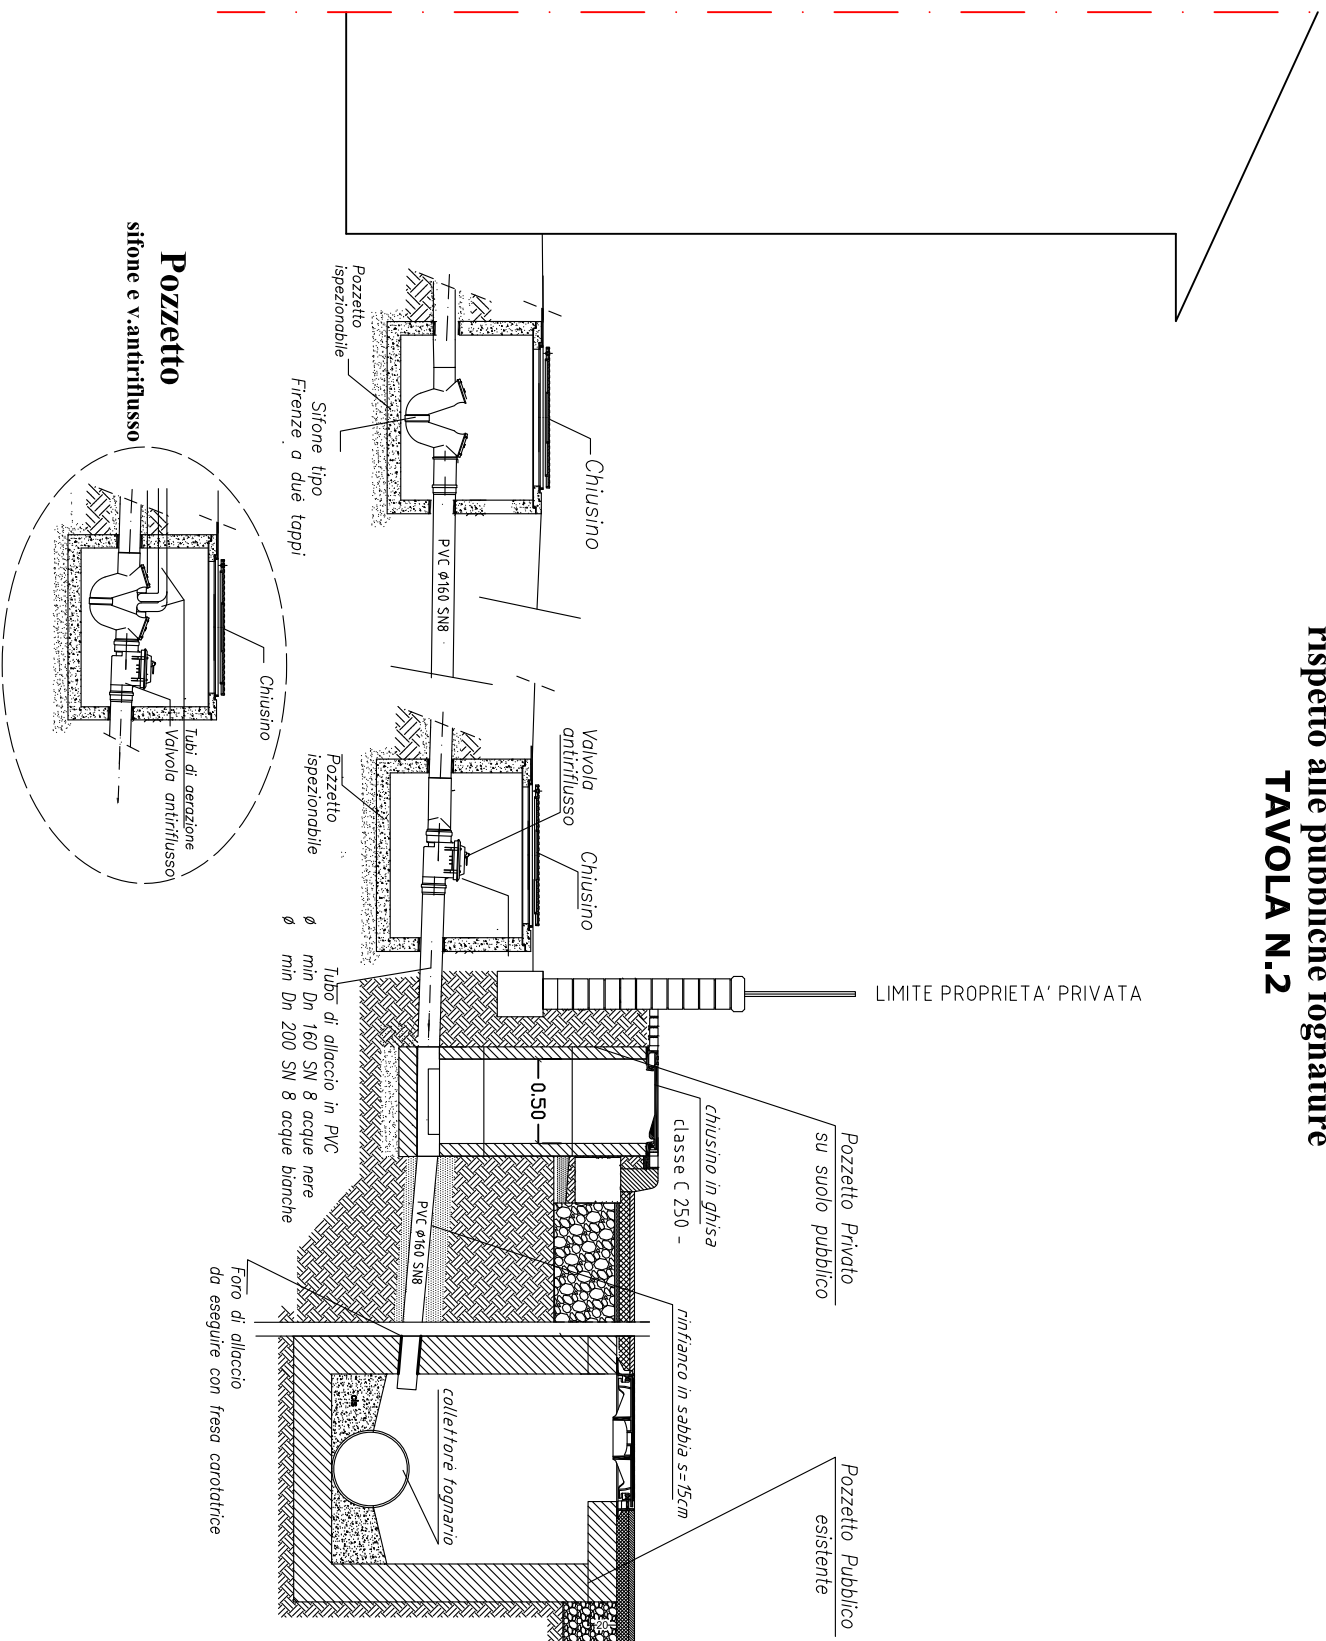 rispetto alle pubbliche fognature
TAVOLA N.2
LIMITE PROPRIETA' PRIVATA
Pozzetto Privato
su suolo pubblico
Pozzetto Pubblico
esistente
chiusino in ghisa
classe C 250 -
rinfianco in sabbia s=15cm
Chiusino
Valvola
antiriflusso
Chiusino
0.50
20
PVC ø160 SN8
PVC ø160 SN8
collettore fognario
cls
Pozzetto
ispezionabile
Sifone tipo
Firenze a due tappi
Pozzetto
ispezionabile
Tubo di allaccio in PVC
ø min Dn 160 SN 8 acque nere
ø min Dn 200 SN 8 acque bianche
Foro di allaccio
da eseguire con fresa carotatrice
Pozzetto
sifone e v.antiriflusso
Chiusino
Tubi di aerazione
Valvola antiriflusso